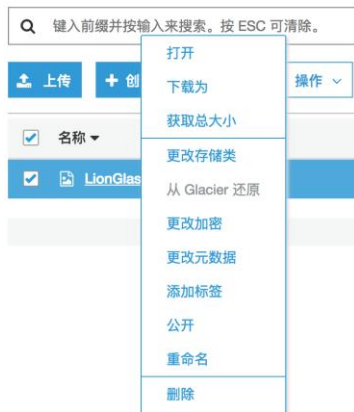 键入前缀并按输入来搜索。按 ESC 可清除。
上传
创
操作
名称
LionGlas
打开
下载为
获取总大小
更改存储类
从 Glacier 还原
更改加密
更改元数据
添加标签
公开
重命名
删除